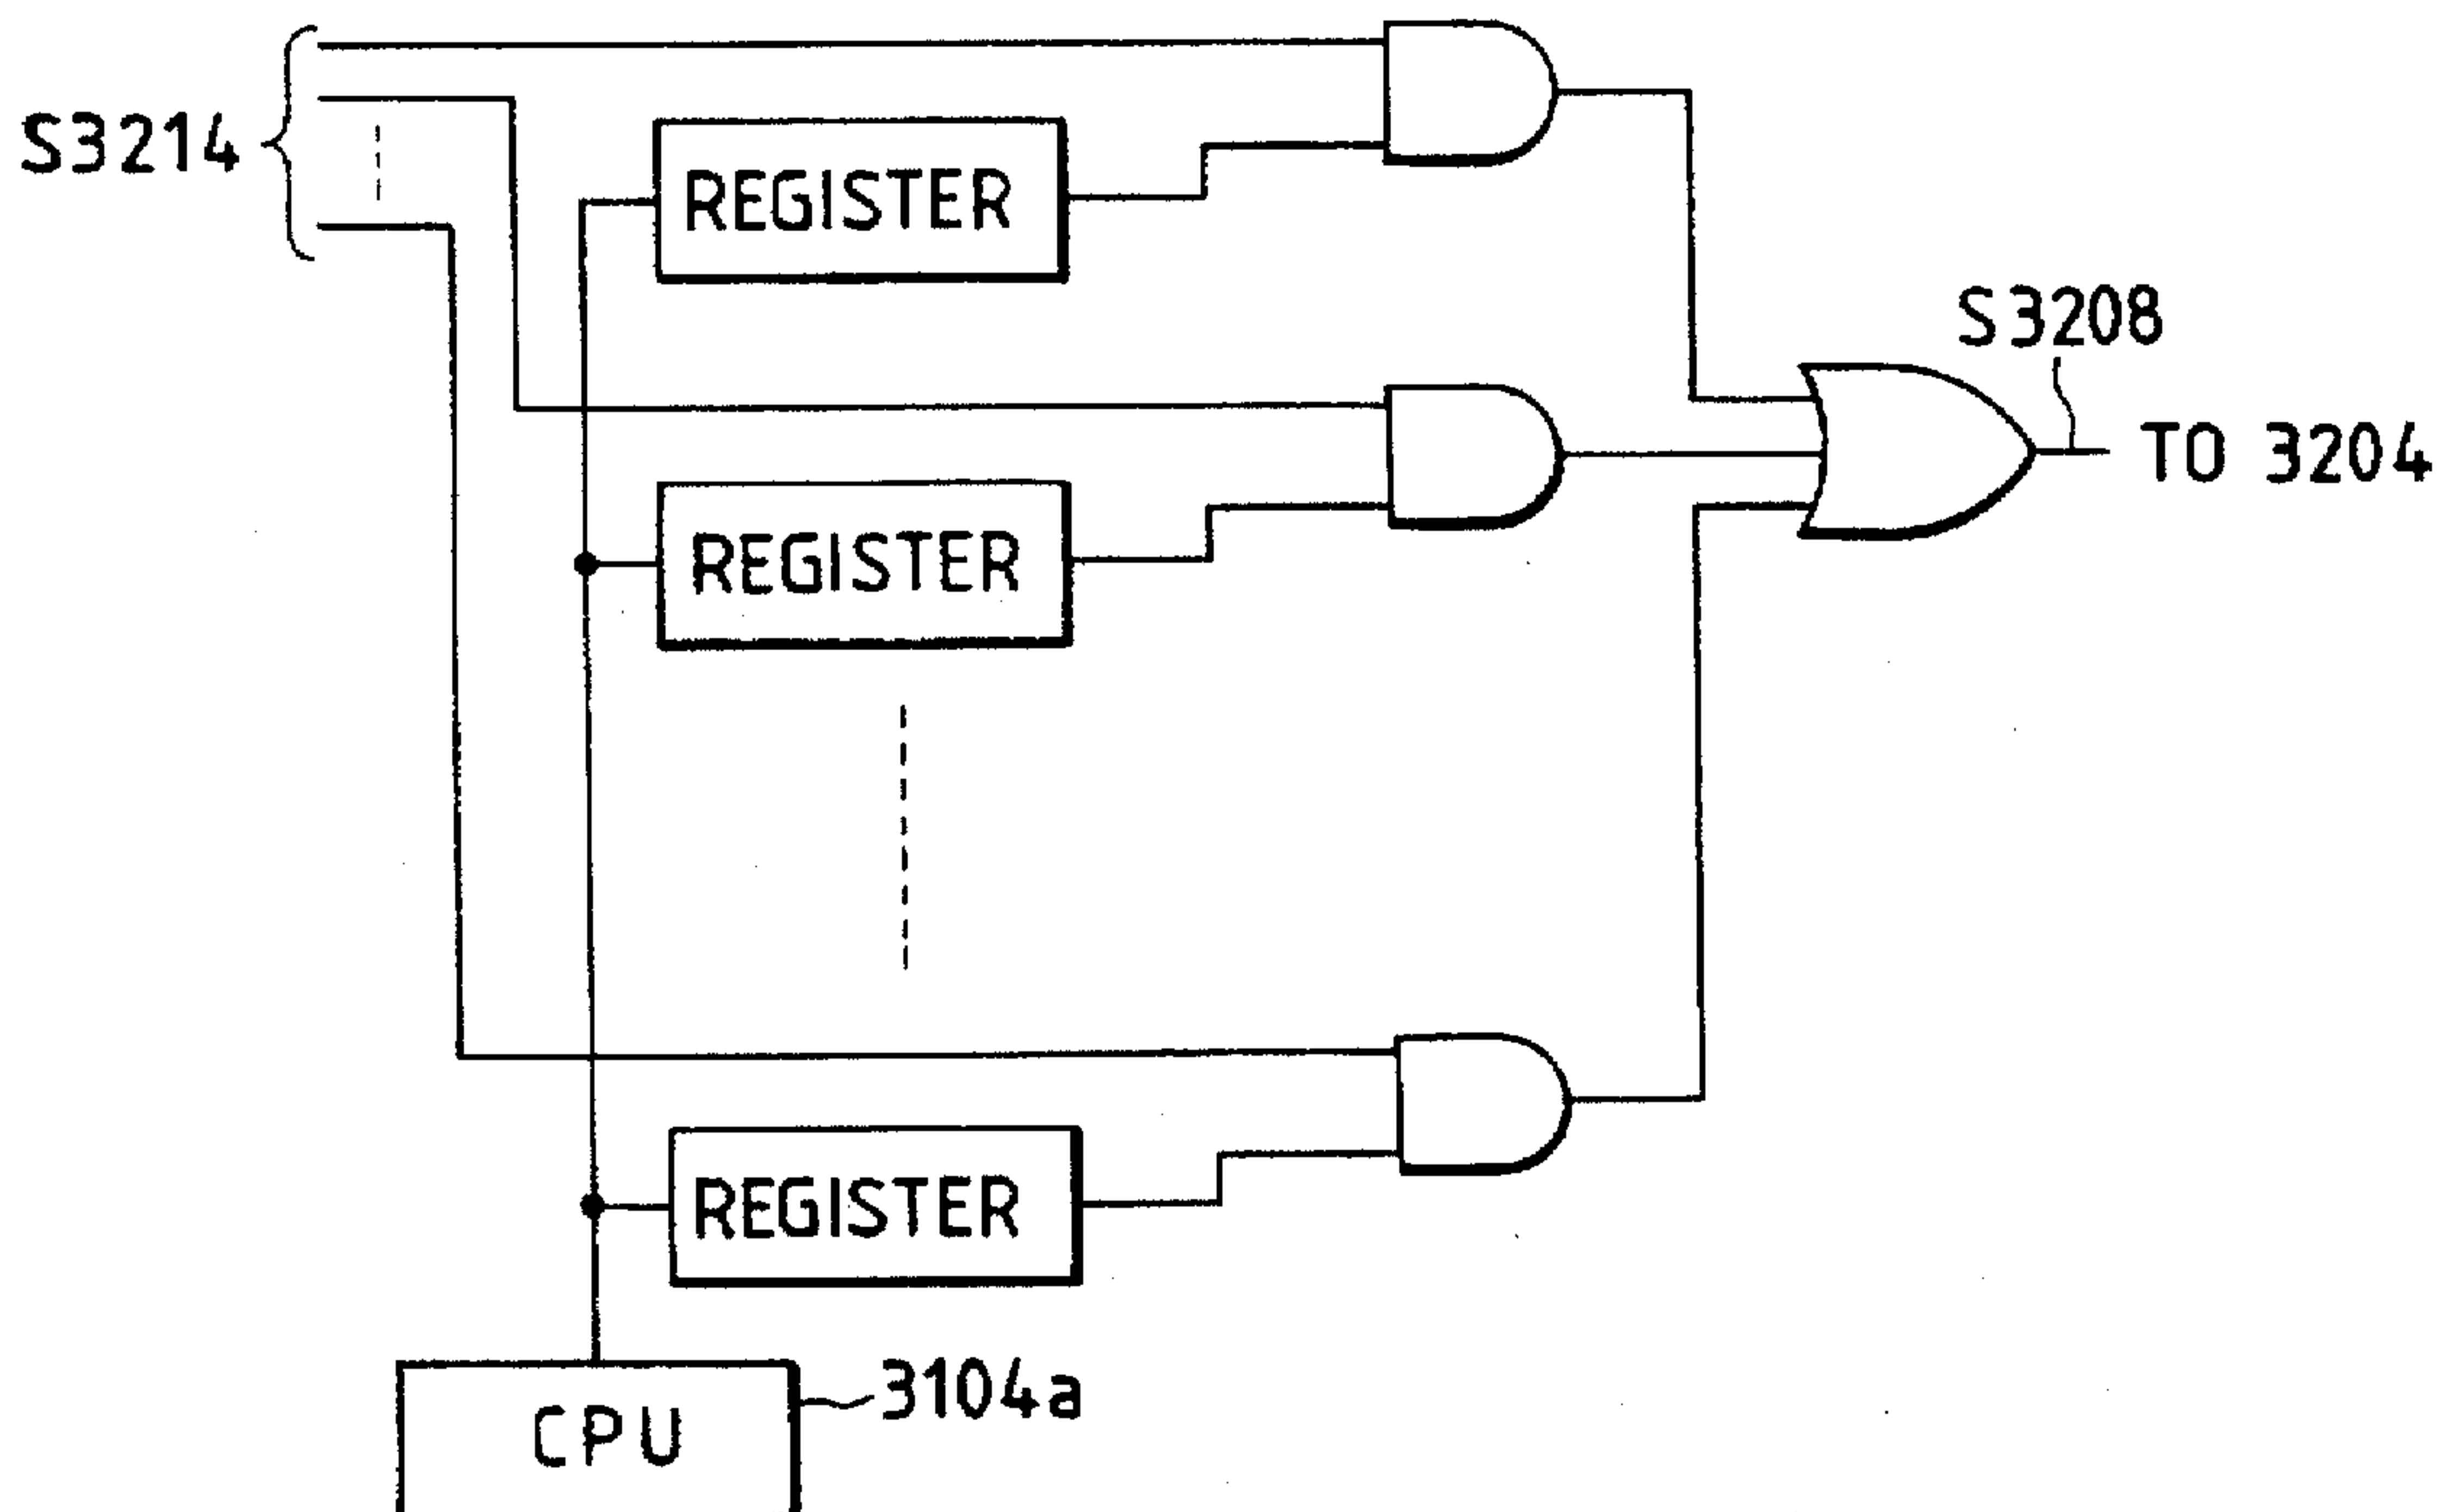 S3214
REGISTER
S3208
TO 3204
REGISTER
REGISTER
3104a
CPU